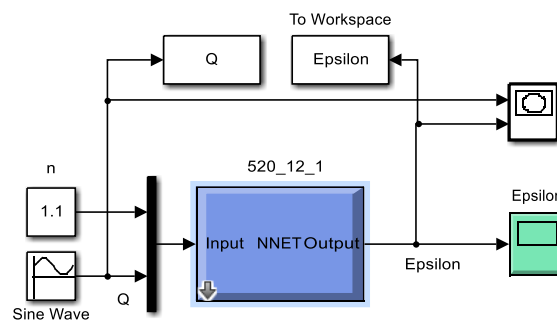 To Workspace
Q
Epsilon
n
520_12_1
1.1
Input NNET Output
Epsilon
Epsilon
Q
Sine Wave